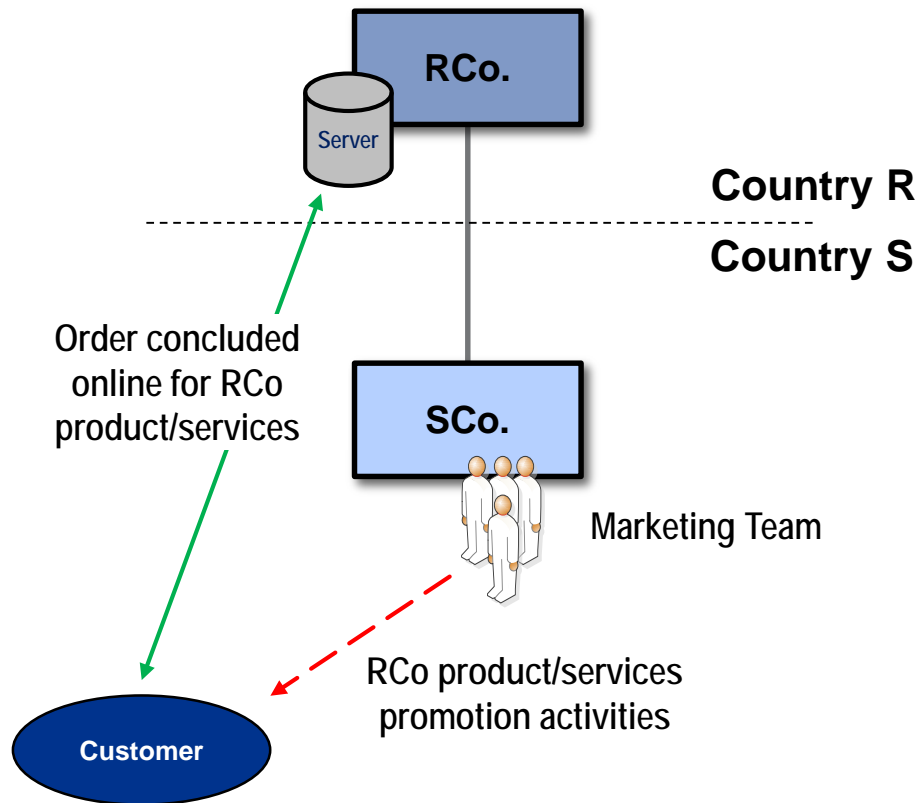 RCo.
Server
Country R
Country S
Order concluded
online for RCo
product/services
SCo.
Marketing Team
RCo product/services
promotion activities
Customer